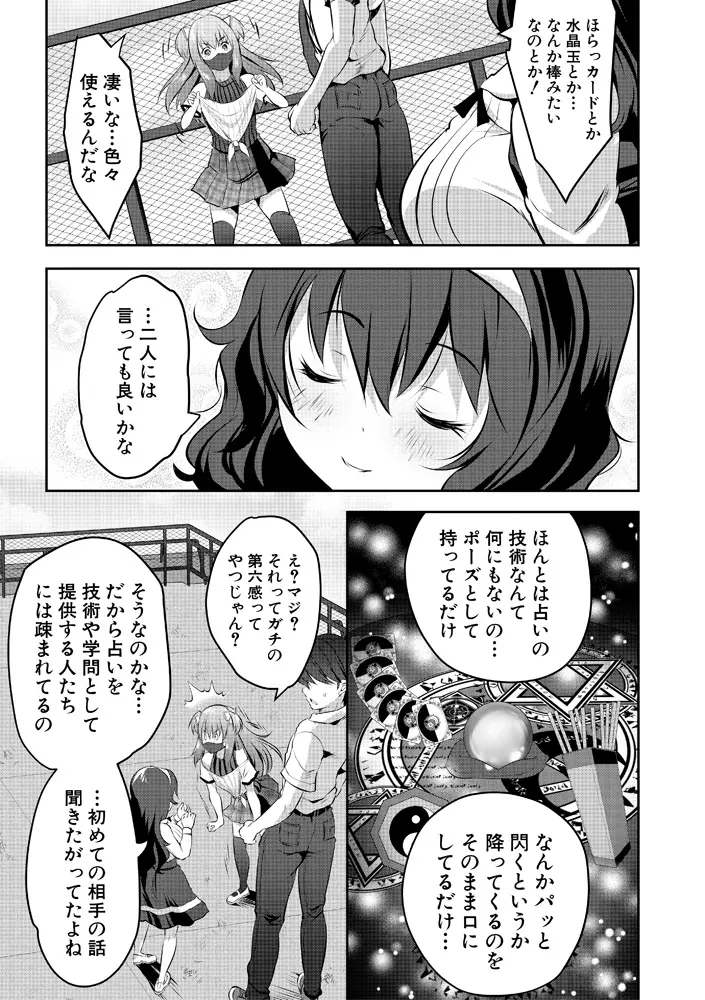 ほらっカードとか
水晶玉とか…
なんか棒みたい
なのとか！
凄いな…色々
使えるんだな
…二人には
言っても良いかな
ほんとは占いの
技術なんて
何にもないの…
ポーズとして
持ってるだけ
なんかパッと
閃くというか
降ってくるのを
そのまま口に
してるだけ…
え？マジ？
それってガチの
第六感って
やつじゃん？
そうなのかな…
だから占いを
技術や学問として
提供する人たち
には疎まれてるの
…初めての相手の話
聞きたがってたよね